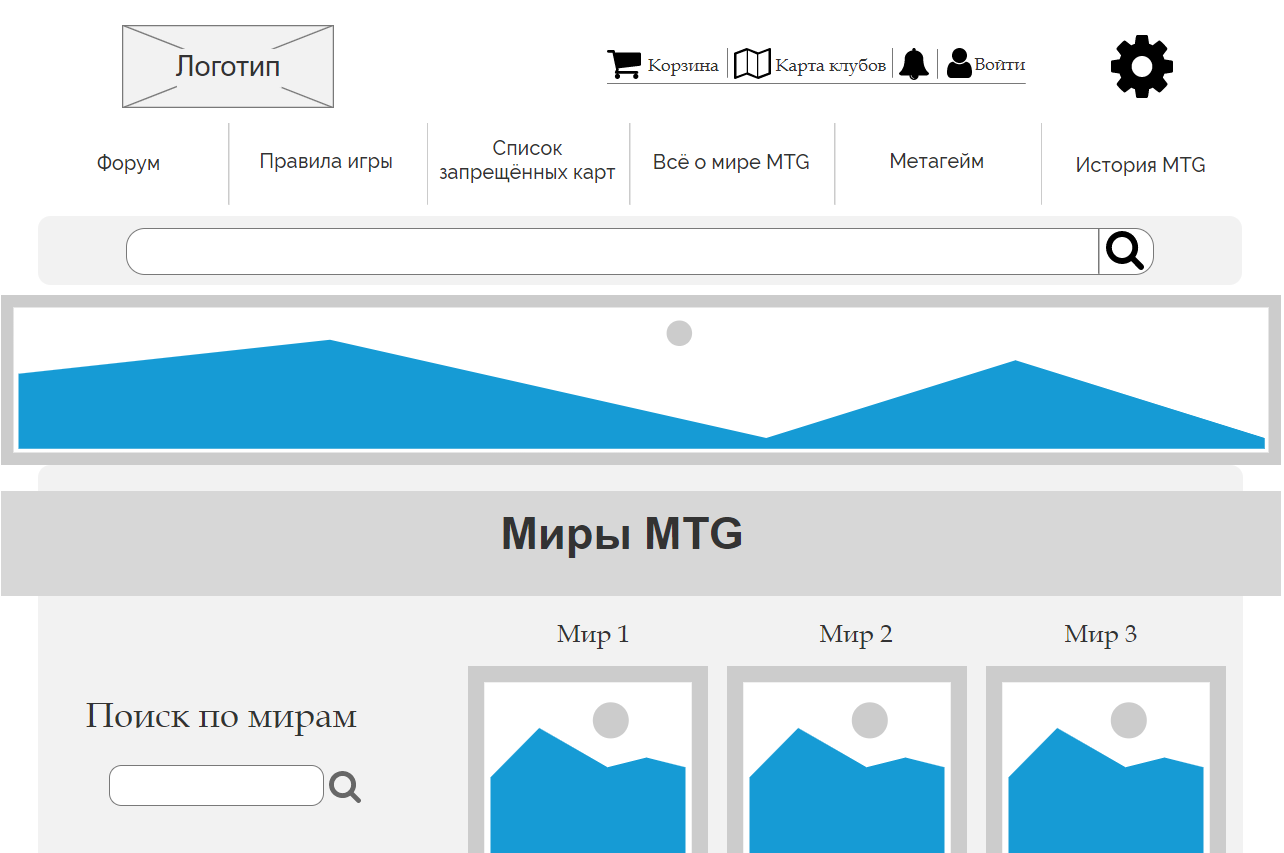 Логотип
Корзина
Карта клубов
Войти
Форум
Правила игры
Список
запрещённых карт
Всё о мире MTG
Метагейм
История MTG
Миры MTG
Мир 1
Мир 2
Мир 3
Поиск по мирам